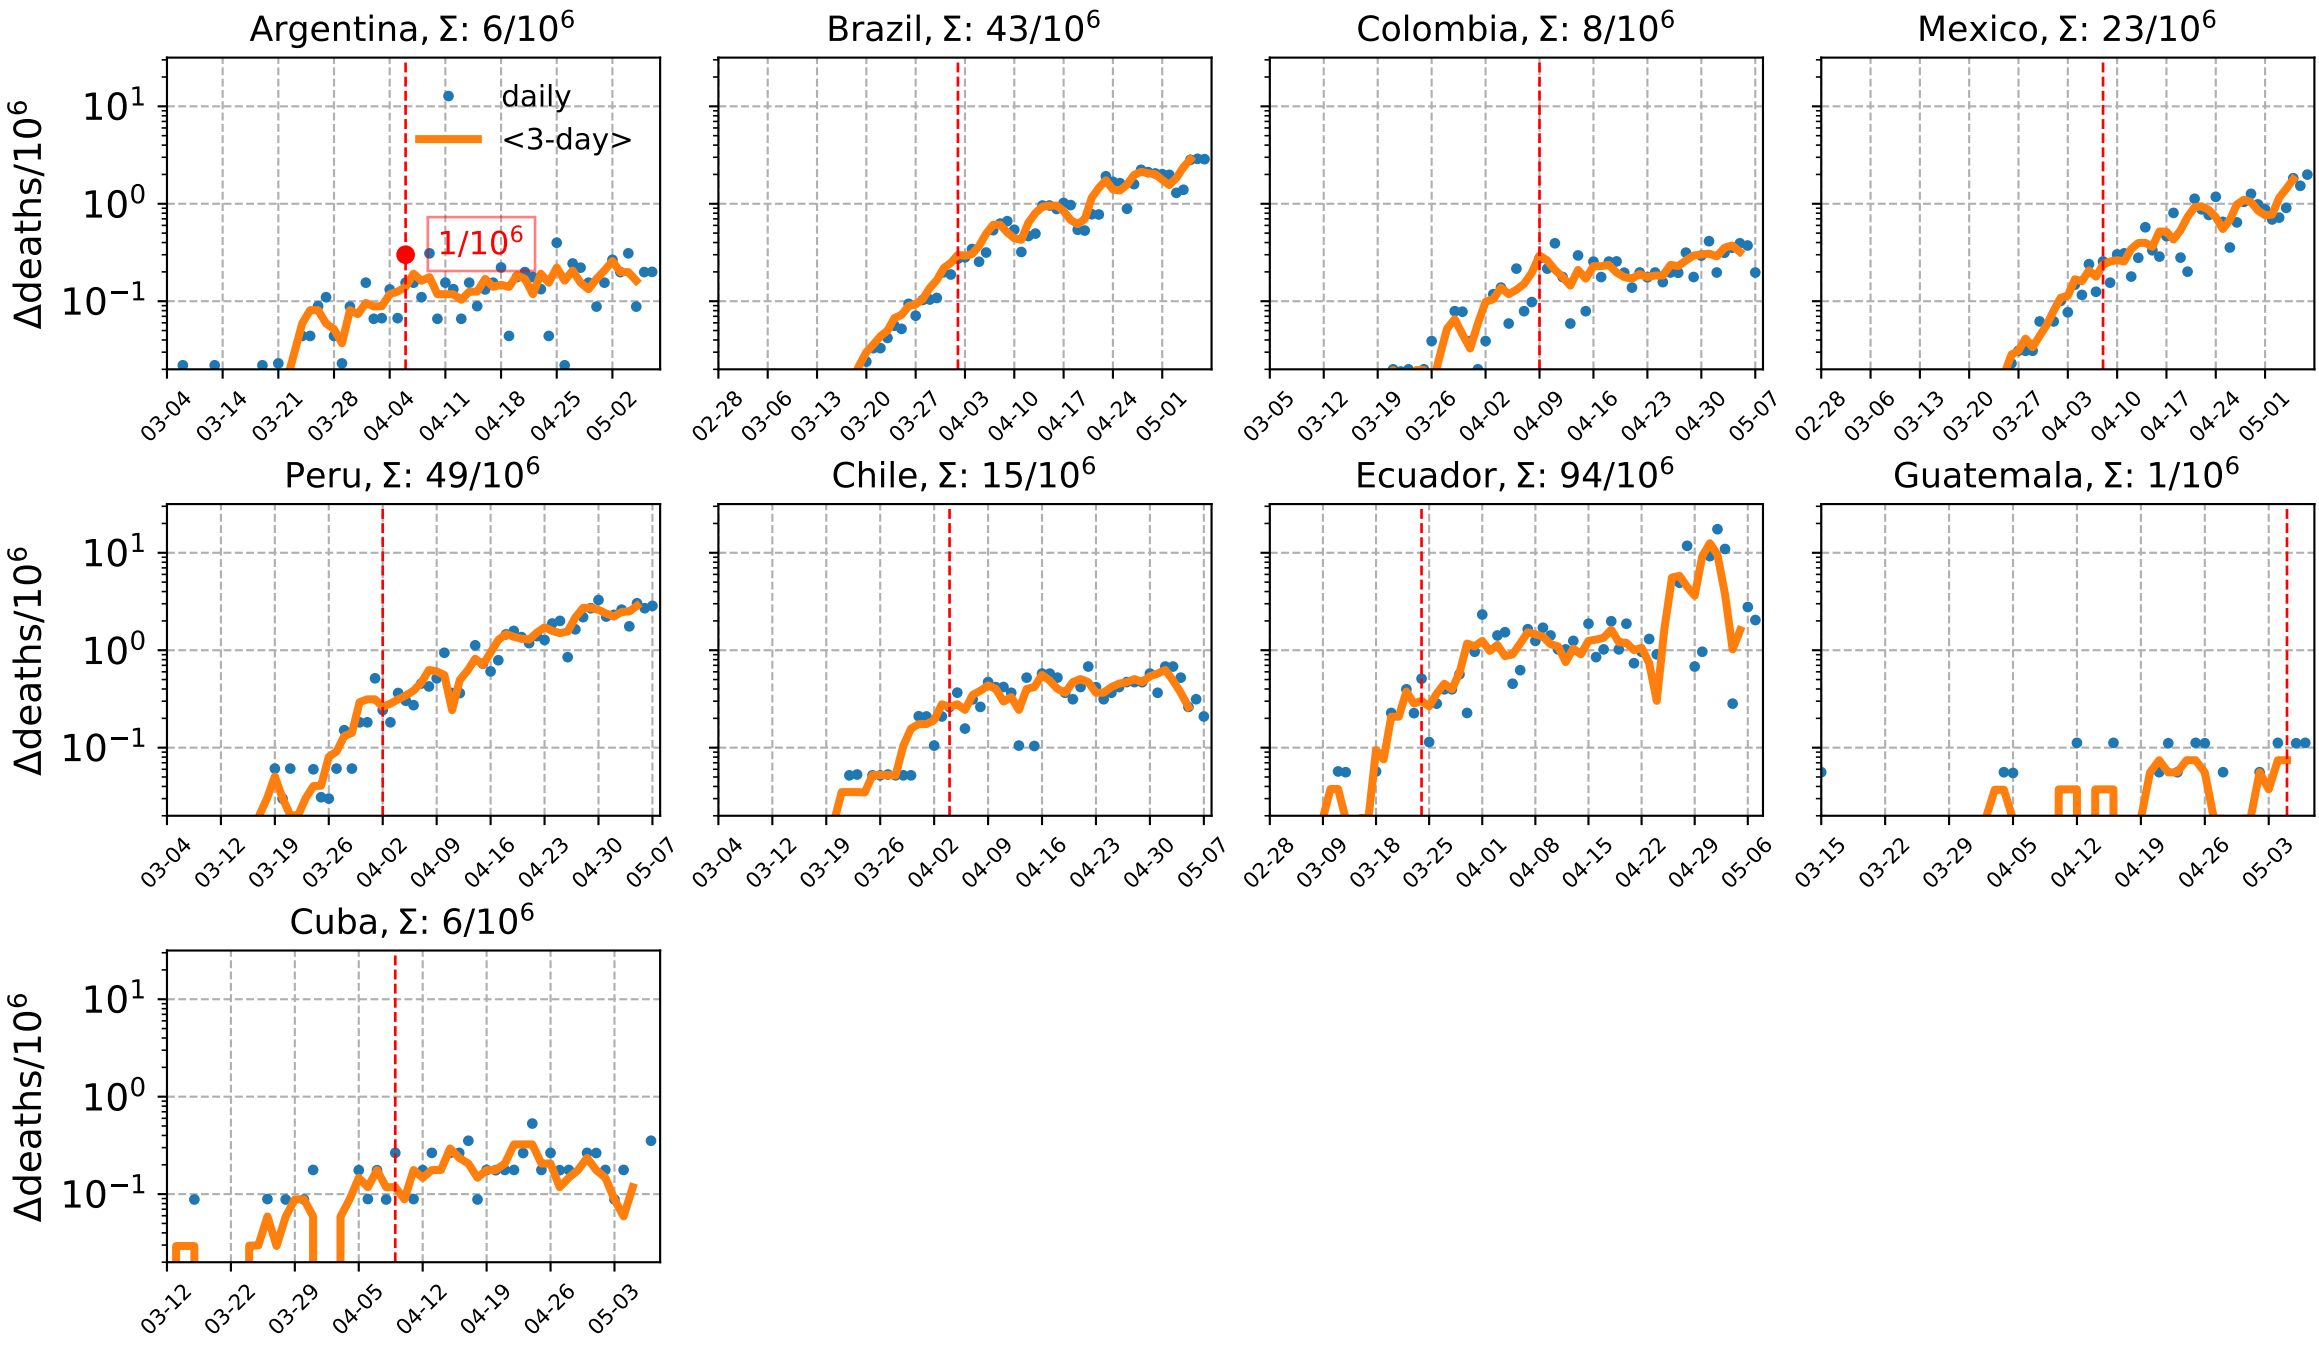 Argentina, Σ: 6/10⁶
Brazil, Σ: 43/10⁶
Colombia, Σ: 8/10⁶
Mexico, Σ: 23/10⁶
Δdeaths/10⁶
10¹
10⁰
10⁻¹
daily
<3-day>
1/10⁶
03-04 03-14 03-21 03-28 04-04 04-11 04-18 04-25 05-02
02-28 03-06 03-13 03-20 03-27 04-03 04-10 04-17 04-24 05-01
03-05 03-12 03-19 03-26 04-02 04-09 04-16 04-23 04-30 05-07
02-28 03-06 03-13 03-20 03-27 04-03 04-10 04-17 04-24 05-01
Peru, Σ: 49/10⁶
Chile, Σ: 15/10⁶
Ecuador, Σ: 94/10⁶
Guatemala, Σ: 1/10⁶
Δdeaths/10⁶
10¹
10⁰
10⁻¹
03-04 03-12 03-19 03-26 04-02 04-09 04-16 04-23 04-30 05-07
03-04 03-12 03-19 03-26 04-02 04-09 04-16 04-23 04-30 05-07
02-28 03-09 03-18 03-25 04-01 04-08 04-15 04-22 04-29 05-06
03-15 03-22 03-29 04-05 04-12 04-19 04-26 05-03
Cuba, Σ: 6/10⁶
Δdeaths/10⁶
10¹
10⁰
10⁻¹
03-12 03-22 03-29 04-05 04-12 04-19 04-26 05-03